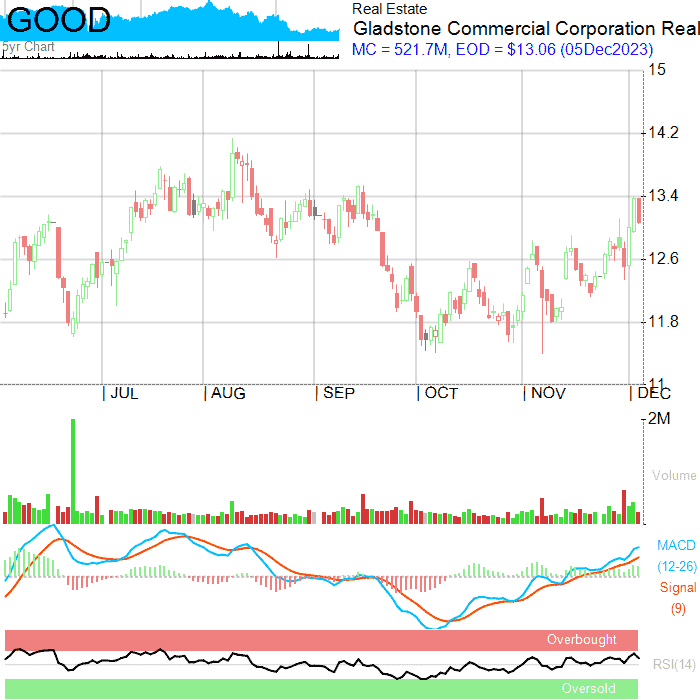 GOOD
5yr Chart
Real Estate
Gladstone Commercial Corporation Real
MC = 521.7M, EOD = $13.06 (05Dec2023)
15
14.2
13.4
12.6
11.8
11
JUL AUG SEP OCT NOV DEC
2M
Volume
MACD
(12-26)
Signal
(9)
Overbought
RSI(14)
Oversold